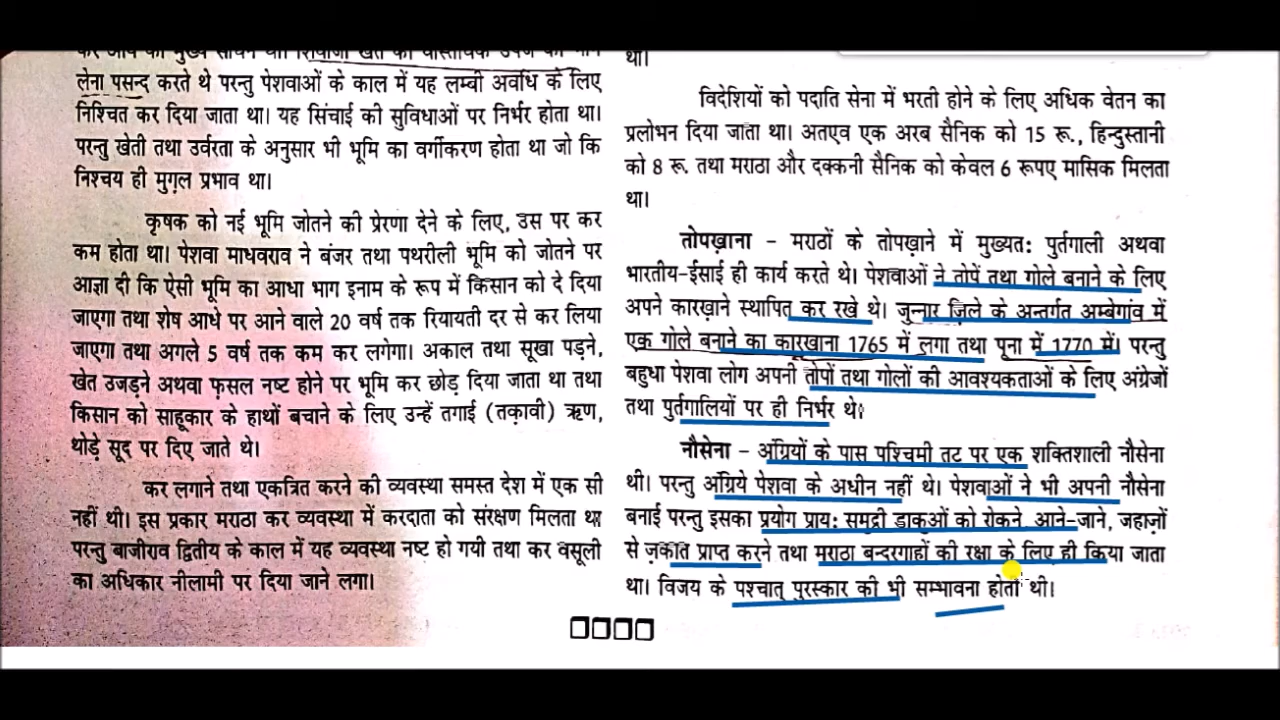 लेना पसन्द करते थे परन्तु पेशवाओं के काल में यह लम्बी अवधि के लिए
निश्चित कर दिया जाता था। यह सिंचाई की सुविधाओं पर निर्भर होता था।
परन्तु खेती तथा उर्वरता के अनुसार भी भूमि का वर्गीकरण होता था जो कि
निश्चय ही मुग़ल प्रभाव था।
कृषक को नई भूमि जोतने की प्रेरणा देने के लिए, उस पर कर
कम होता था। पेशवा माधवराव ने बंजर तथा पथरीली भूमि को जोतने पर
आज्ञा दी कि ऐसी भूमि का आधा भाग इनाम के रूप में किसान को दे दिया
जाएगा तथा शेष आधे पर आने वाले 20 वर्ष तक रियायती दर से कर लिया
जाएगा तथा अगले 5 वर्ष तक कम कर लगेगा। अकाल तथा सूखा पड़ने,
खेत उजड़ने अथवा फ़सल नष्ट होने पर भूमि कर छोड़ दिया जाता था तथा
किसान को साहूकार के हाथों बचाने के लिए उन्हें तगाई (तक़ावी) ऋण,
थोड़े सूद पर दिए जाते थे।
कर लगाने तथा एकत्रित करने की व्यवस्था समस्त देश में एक सी
नहीं थी। इस प्रकार मराठा कर व्यवस्था में करदाता को संरक्षण मिलता था
परन्तु बाजीराव द्वितीय के काल में यह व्यवस्था नष्ट हो गयी तथा कर वसूली
का अधिकार नीलामी पर दिया जाने लगा।
था।
विदेशियों को पदाति सेना में भरती होने के लिए अधिक वेतन का
प्रलोभन दिया जाता था। अतएव एक अरब सैनिक को 15 रू., हिन्दुस्तानी
को 8 रू. तथा मराठा और दक्कनी सैनिक को केवल 6 रूपए मासिक मिलता
था।
तोपख़ाना – मराठों के तोपख़ाने में मुख्यत: पुर्तगाली अथवा
भारतीय-ईसाई ही कार्य करते थे। पेशवाओं ने तोपें तथा गोले बनाने के लिए
अपने कारख़ाने स्थापित कर रखे थे। जुन्नार ज़िले के अन्तर्गत अम्बेगांव में
एक गोले बनाने का कारख़ाना 1765 में लगा तथा पूना में 1770 में। परन्तु
बहुधा पेशवा लोग अपनी तोपों तथा गोलों की आवश्यकताओं के लिए अंग्रेजों
तथा पुर्तगालियों पर ही निर्भर थे।
नौसेना – अंग्रियों के पास पश्चिमी तट पर एक शक्तिशाली नौसेना
थी। परन्तु अंग्रिये पेशवा के अधीन नहीं थे। पेशवाओं ने भी अपनी नौसेना
बनाई परन्तु इसका प्रयोग प्राय: समुद्री डाकुओं को रोकने, आने-जाने, जहाज़ों
से ज़कात प्राप्त करने तथा मराठा बन्दरगाहों की रक्षा के लिए ही किया जाता
था। विजय के पश्चात् पुरस्कार की भी सम्भावना होती थी।